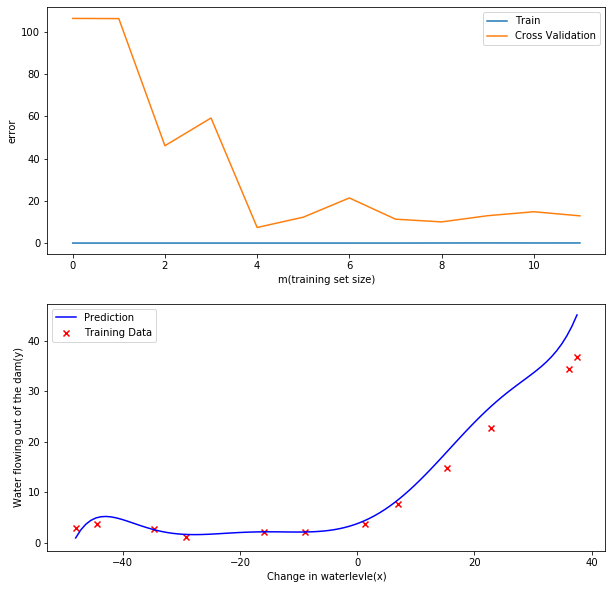 100
80
60
40
20
0
error
0
2
4
6
8
10
m(training set size)
Train
Cross Validation
40
30
20
10
0
Water flowing out of the dam(y)
−40
−20
0
20
40
Change in waterlevle(x)
Prediction
Training Data